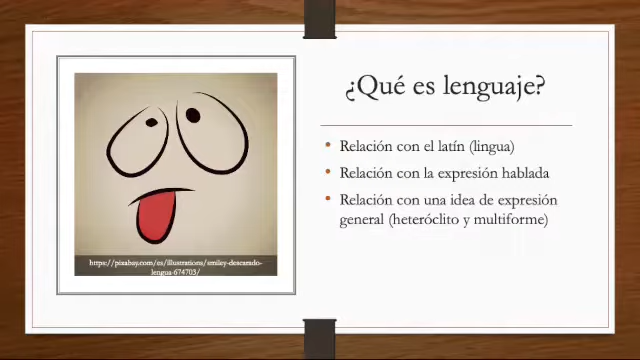 ¿Qué es lenguaje?
• Relación con el latín (lingua)
• Relación con la expresión hablada
• Relación con una idea de expresión
general (heteróclito y multiforme)
https://pixabay.com/es/illustrations/smiley-descarado-
lengua-674703/